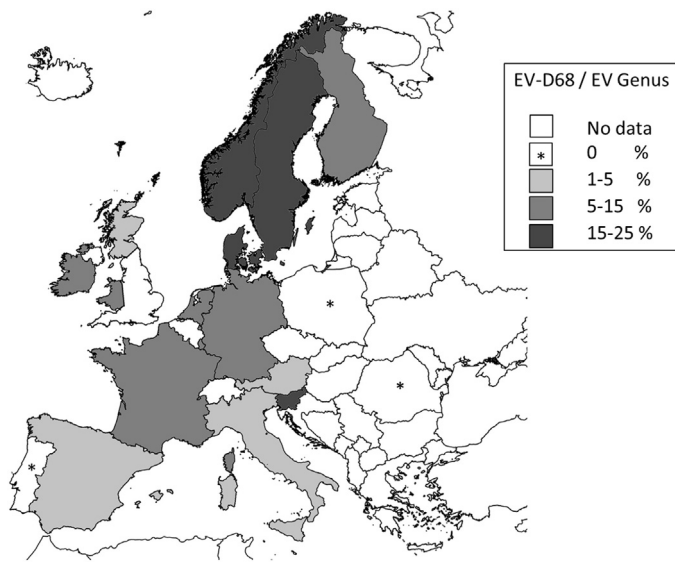 EV-D68 / EV Genus
No data
* 0 %
1-5 %
5-15 %
15-25 %
*
*
*